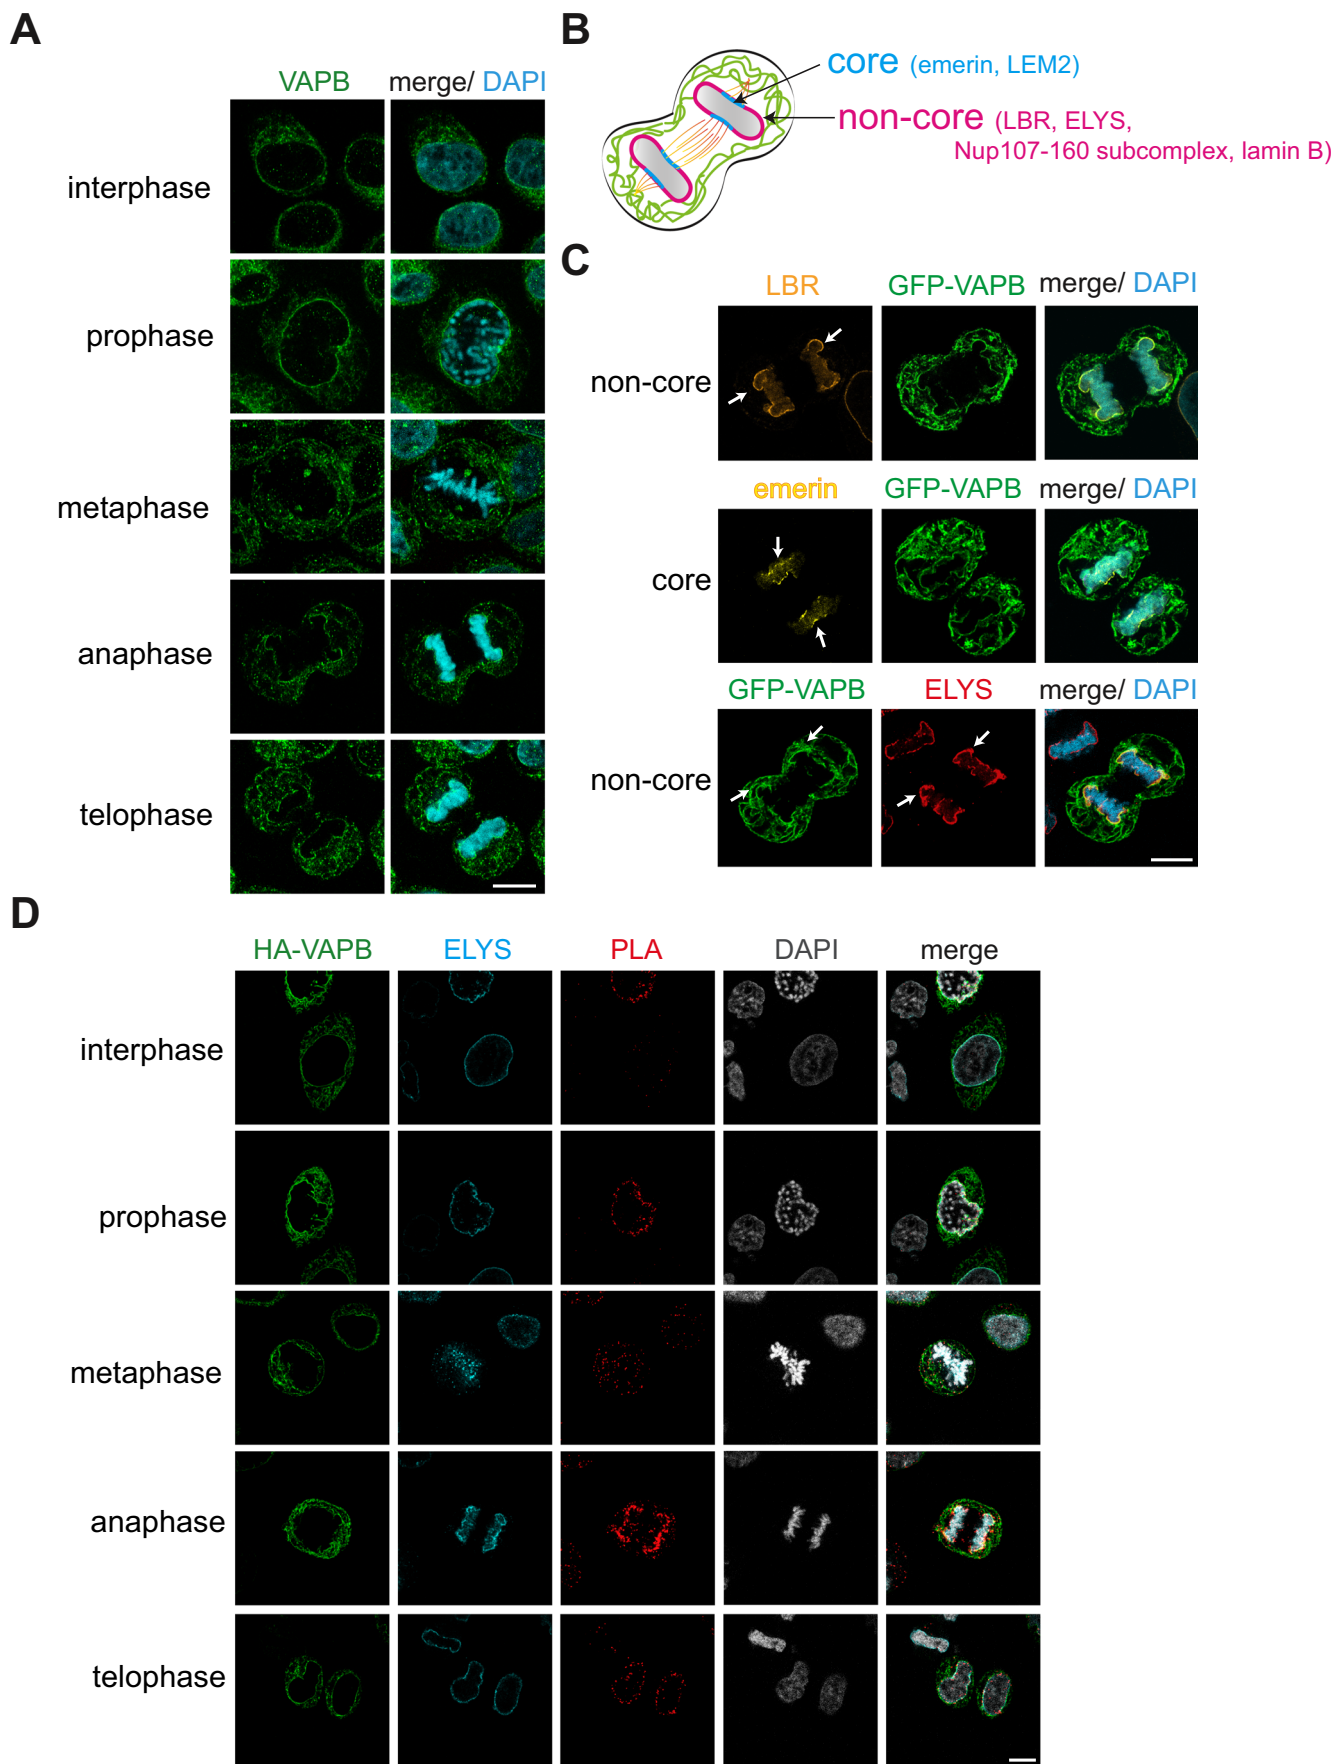 A
VAPB merge/ DAPI
interphase
prophase
metaphase
anaphase
telophase
B
core (emerin, LEM2)
non-core (LBR, ELYS,
Nup107-160 subcomplex, lamin B)
C
LBR GFP-VAPB merge/ DAPI
non-core
emerin GFP-VAPB merge/ DAPI
core
GFP-VAPB ELYS merge/ DAPI
non-core
D
HA-VAPB ELYS PLA DAPI merge
interphase
prophase
metaphase
anaphase
telophase